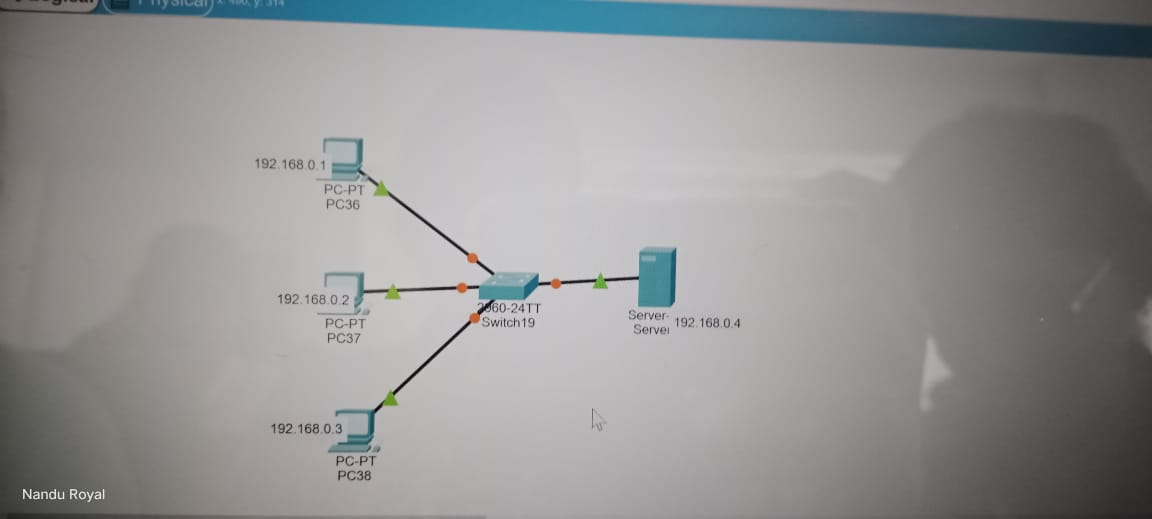 Physical
192.168.0.1
PC-PT
PC36
192.168.0.2
PC-PT
PC37
2960-24TT
Switch19
Server-
Server
192.168.0.4
192.168.0.3
PC-PT
PC38
Nandu Royal